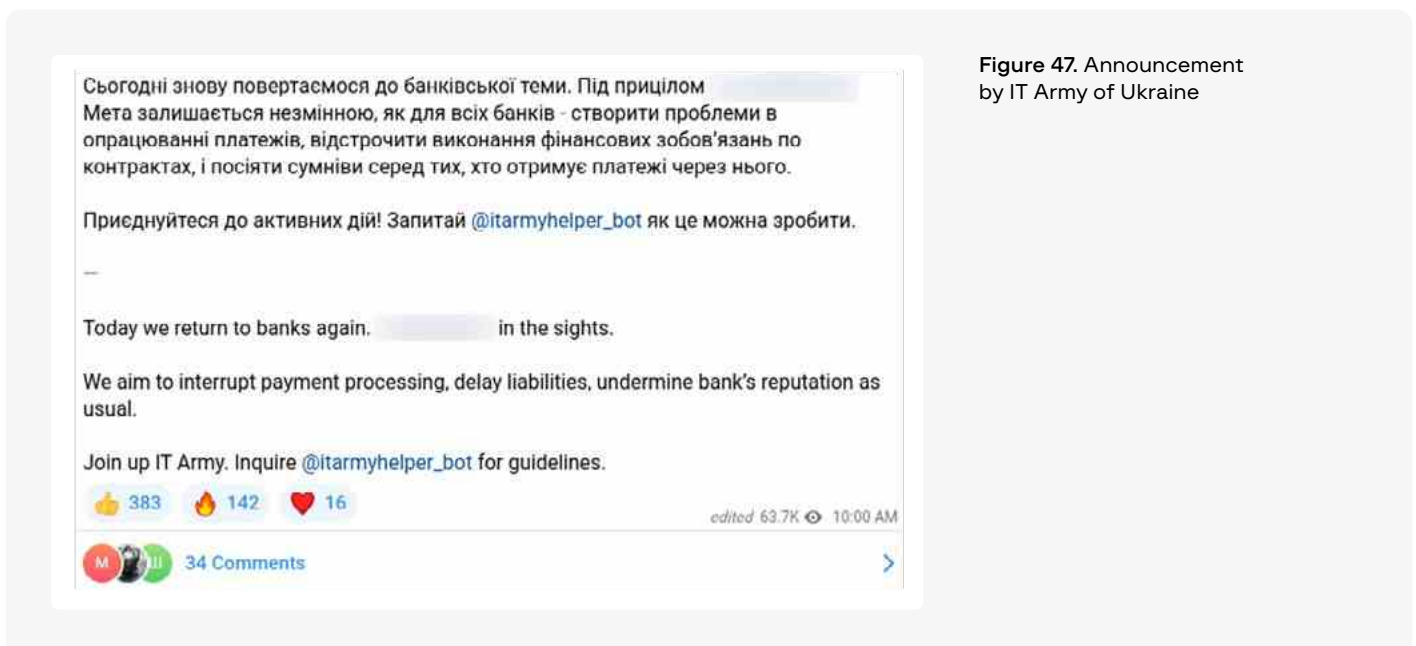 Сьогодні знову повертаємося до банківської теми. Під прицілом
Мета залишається незмінною, як для всіх банків - створити проблеми в
опрацюванні платежів, відстрочити виконання фінансових зобов'язань по
контрактах, і посіяти сумніви серед тих, хто отримує платежі через нього.
Приєднуйтеся до активних дій! Запитай @itarmyhelper_bot як це можна зробити.
—
Today we return to banks again. in the sights.
We aim to interrupt payment processing, delay liabilities, undermine bank's reputation as
usual.
Join up IT Army. Inquire @itarmyhelper_bot for guidelines.
👍 383 🔥 142 ❤️ 16
edited 63.7K 10:00 AM
М Ш 34 Comments
Figure 47. Announcement
by IT Army of Ukraine